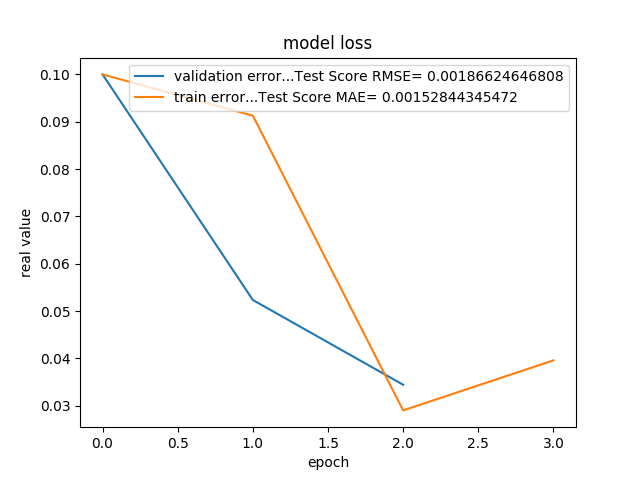 model loss
validation error...Test Score RMSE= 0.00186624646808
train error...Test Score MAE= 0.00152844345472
real value
0.10
0.09
0.08
0.07
0.06
0.05
0.04
0.03
0.0 0.5 1.0 1.5 2.0 2.5 3.0
epoch